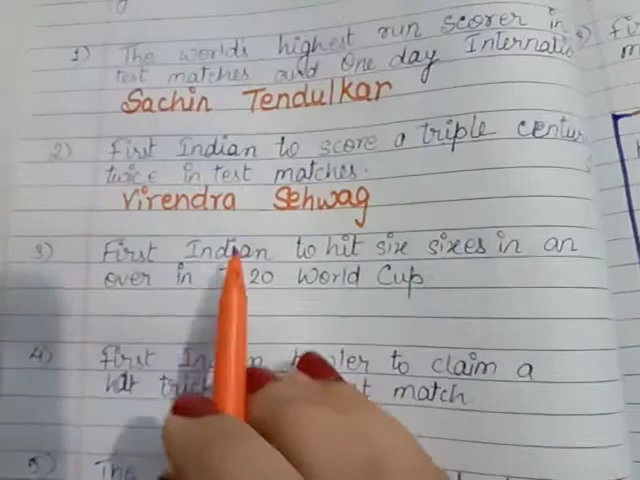 1) The worlds highest run scorer in
test matches and One day Internatio
Sachin Tendulkar
2) First Indian to score a triple centur
twice in test matches.
Virendra Sehwag
3) First Indian to hit six sixes in an
over in 20 World Cup
4) First to claim a
match
5) The